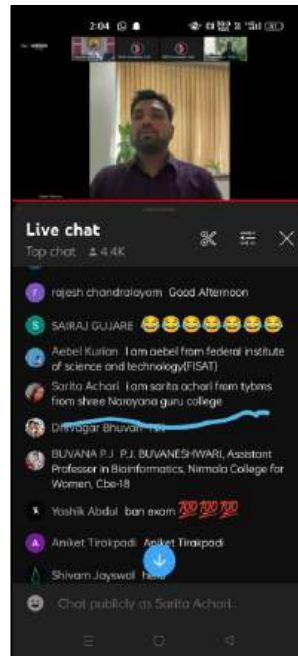 2:04
Live chat
Top chat 4.4K
rajesh chandralayam Good Afternoon
SAIRAJ GUJARE 😂😂😂😂😂😂😂
Aebel Kurian I am aebel from federal institute
of science and technology(FISAT)
Sarita Achari I am sarita achari from tybms
from shree Narayana guru college
Dhivagar Bhuvan
BUVANA P.J P.J. BUVANESHWARI, Assistant
Professor in Bioinformatics, Nirmala College for
Women, Cbe-18
Yashik Abdul ban exam 💯💯💯
Aniket Tirakpadi Aniket Tirakpadi
Shivam Jayswal
Chat publicly as Sarita Achari...